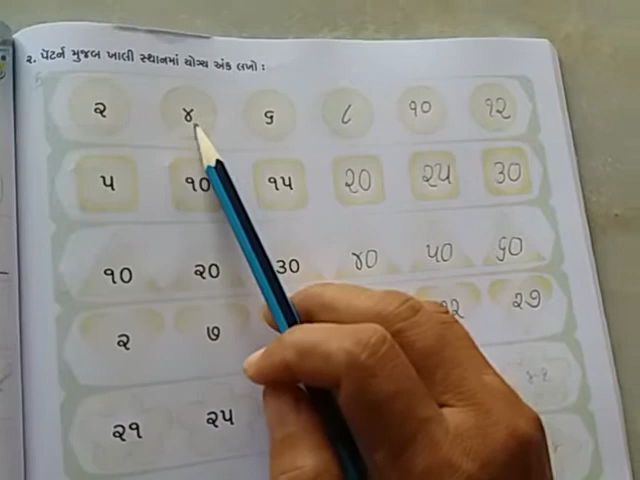 ૨. પેટર્ન મુજબ ખાલી સ્થાનમાં યોગ્ય અંક લખો :
૨ ૪ ૬ ૮ ૧૦ ૧૨
૫ ૧૦ ૧૫ ૨૦ ૨૫ ૩૦
૧૦ ૨૦ ૩૦ ૪૦ ૫૦ ૬૦
૨ ૭ ૨૨ ૨૭
૨૧ ૨૫